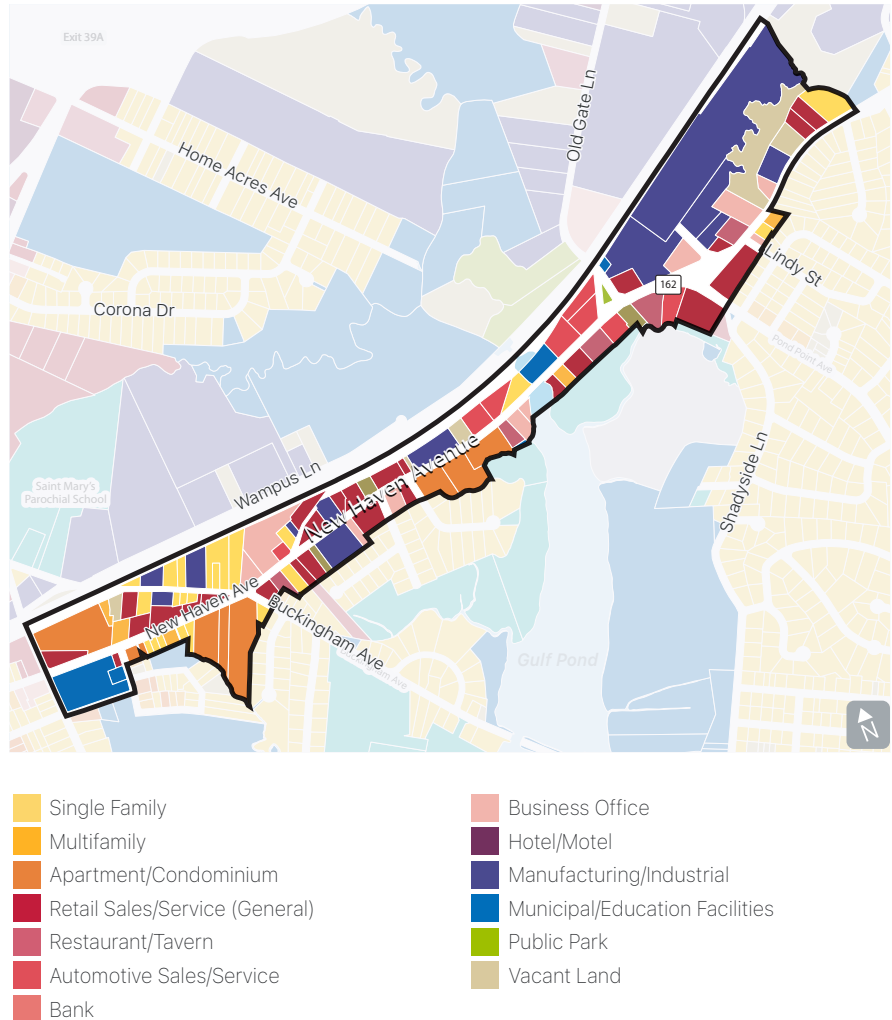 Exit 39A
Old Gate Ln
Home Acres Ave
Lindy St
162
Corona Dr
Pond Point Ave
Shadyside Ln
New Haven Avenue
Wampus Ln
Saint Mary's
Parochial School
New Haven Ave
Buckingham Ave
Gulf Pond
N
Single Family
Multifamily
Apartment/Condominium
Retail Sales/Service (General)
Restaurant/Tavern
Automotive Sales/Service
Bank
Business Office
Hotel/Motel
Manufacturing/Industrial
Municipal/Education Facilities
Public Park
Vacant Land